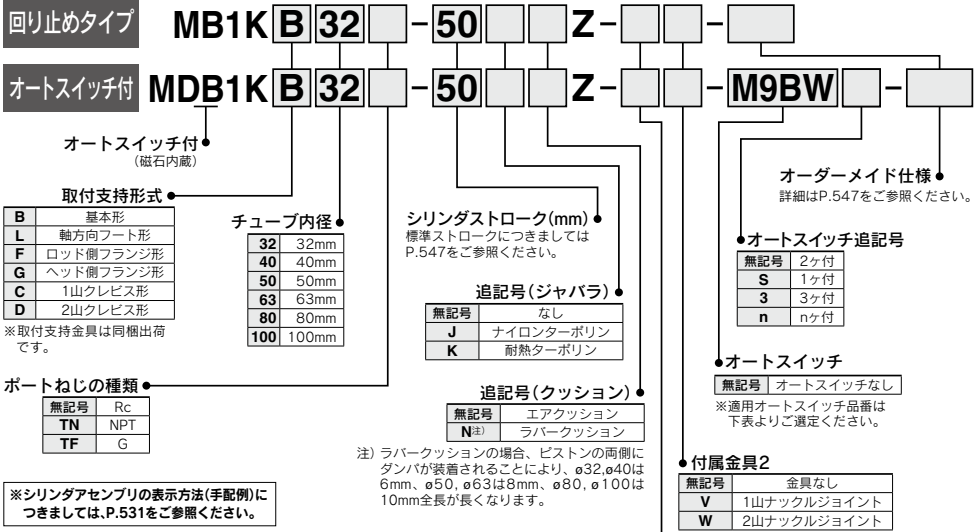 回り止めタイプ MB1K B 32 - 50 Z - -
オートスイッチ付 MDB1K B 32 - 50 Z - - M9BW -
オートスイッチ付
(磁石内蔵)
取付支持形式
B 基本形
L 軸方向フート形
F ロッド側フランジ形
G ヘッド側フランジ形
C 1山クレビス形
D 2山クレビス形
※取付支持金具は同梱出荷
です。
ポートねじの種類
無記号 Rc
TN NPT
TF G
※シリンダアセンブリの表示方法(手配例)に
つきましては、P.531をご参照ください。
チューブ内径
32 32mm
40 40mm
50 50mm
63 63mm
80 80mm
100 100mm
シリンダストローク(mm)
標準ストロークにつきましては
P.547をご参照ください。
追記号(ジャバラ)
無記号 なし
J ナイロンターポリン
K 耐熱ターポリン
追記号(クッション)
無記号 エアクッション
N注) ラバークッション
注) ラバークッションの場合、ピストンの両側に
ダンパが装着されることにより、ø32,ø40は
6mm、ø50, ø63は8mm、ø80, ø100は
10mm全長が長くなります。
オーダーメイド仕様
詳細はP.547をご参照ください。
オートスイッチ追記号
無記号 2ヶ付
S 1ヶ付
3 3ヶ付
n nヶ付
オートスイッチ
無記号 オートスイッチなし
※適用オートスイッチ品番は
下表よりご選定ください。
付属金具2
無記号 金具なし
V 1山ナックルジョイント
W 2山ナックルジョイント